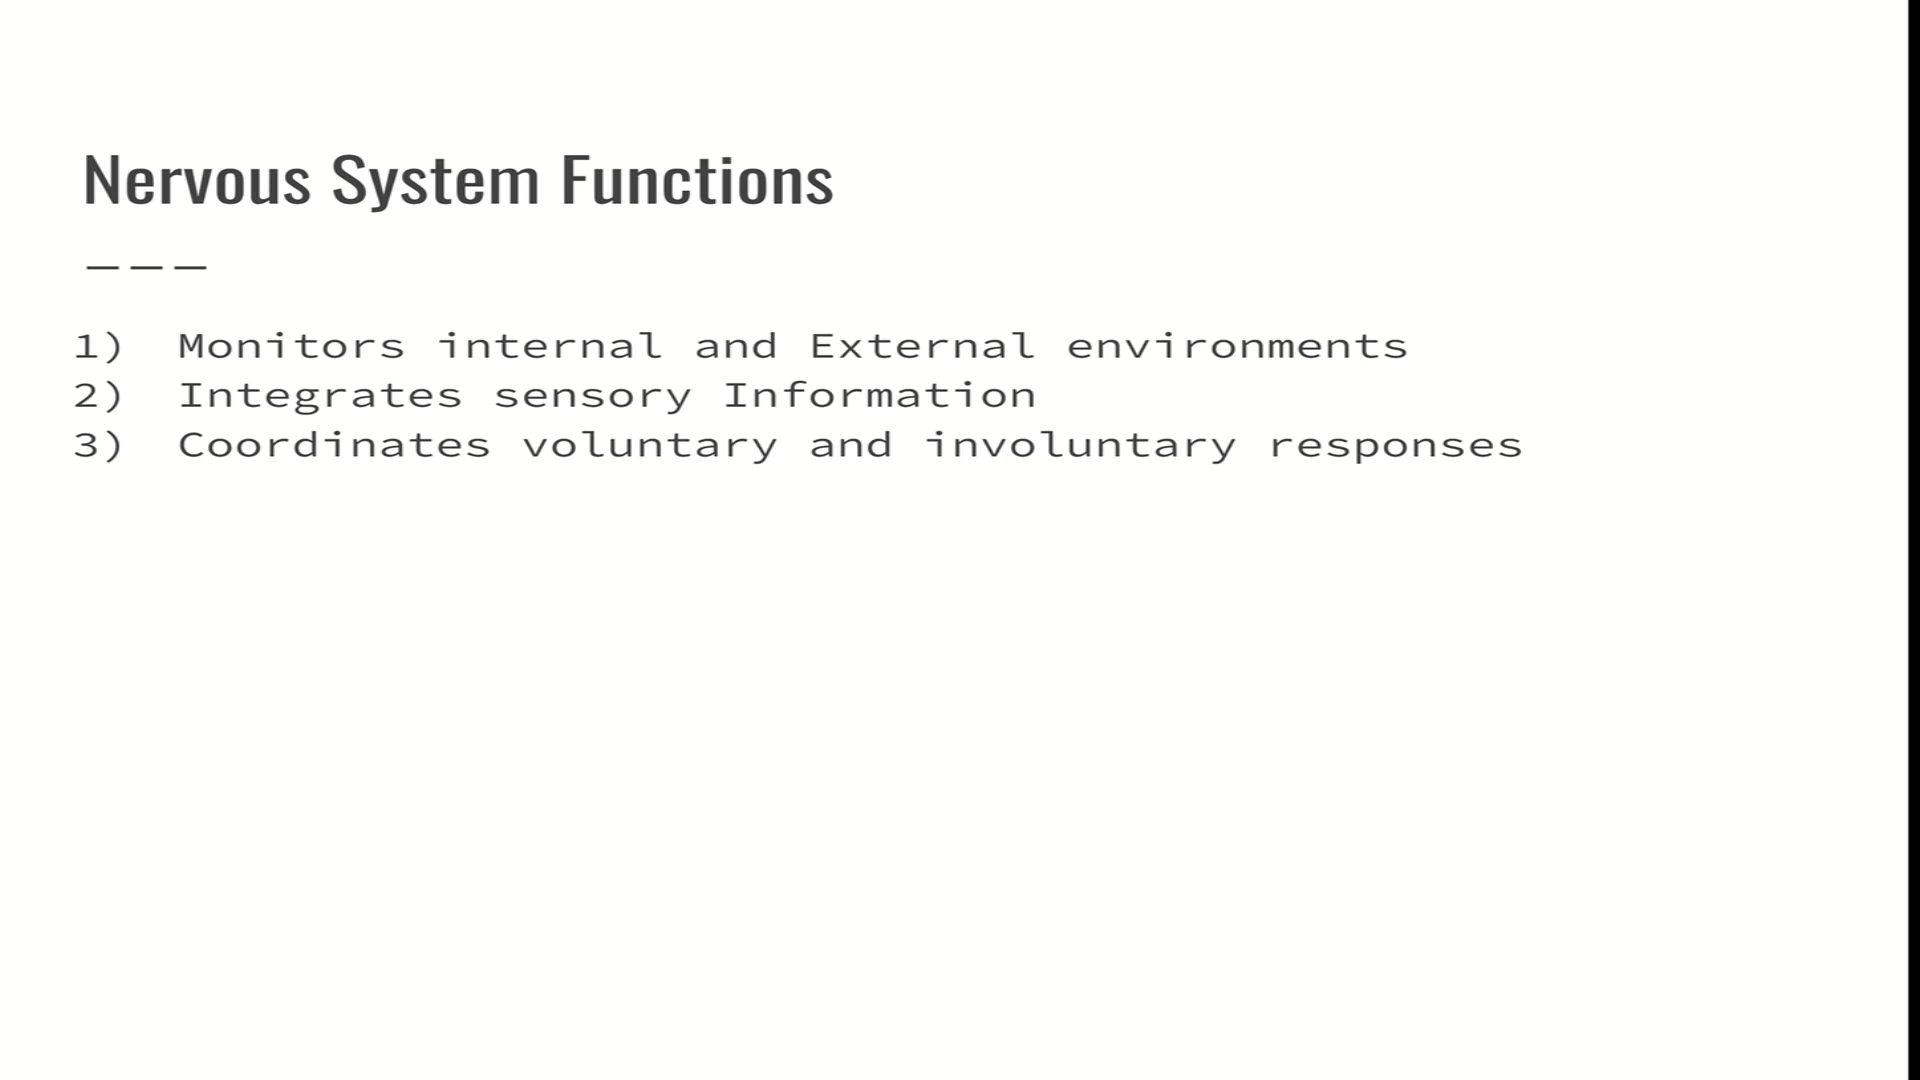 Nervous System Functions
1) Monitors internal and External environments
2) Integrates sensory Information
3) Coordinates voluntary and involuntary responses